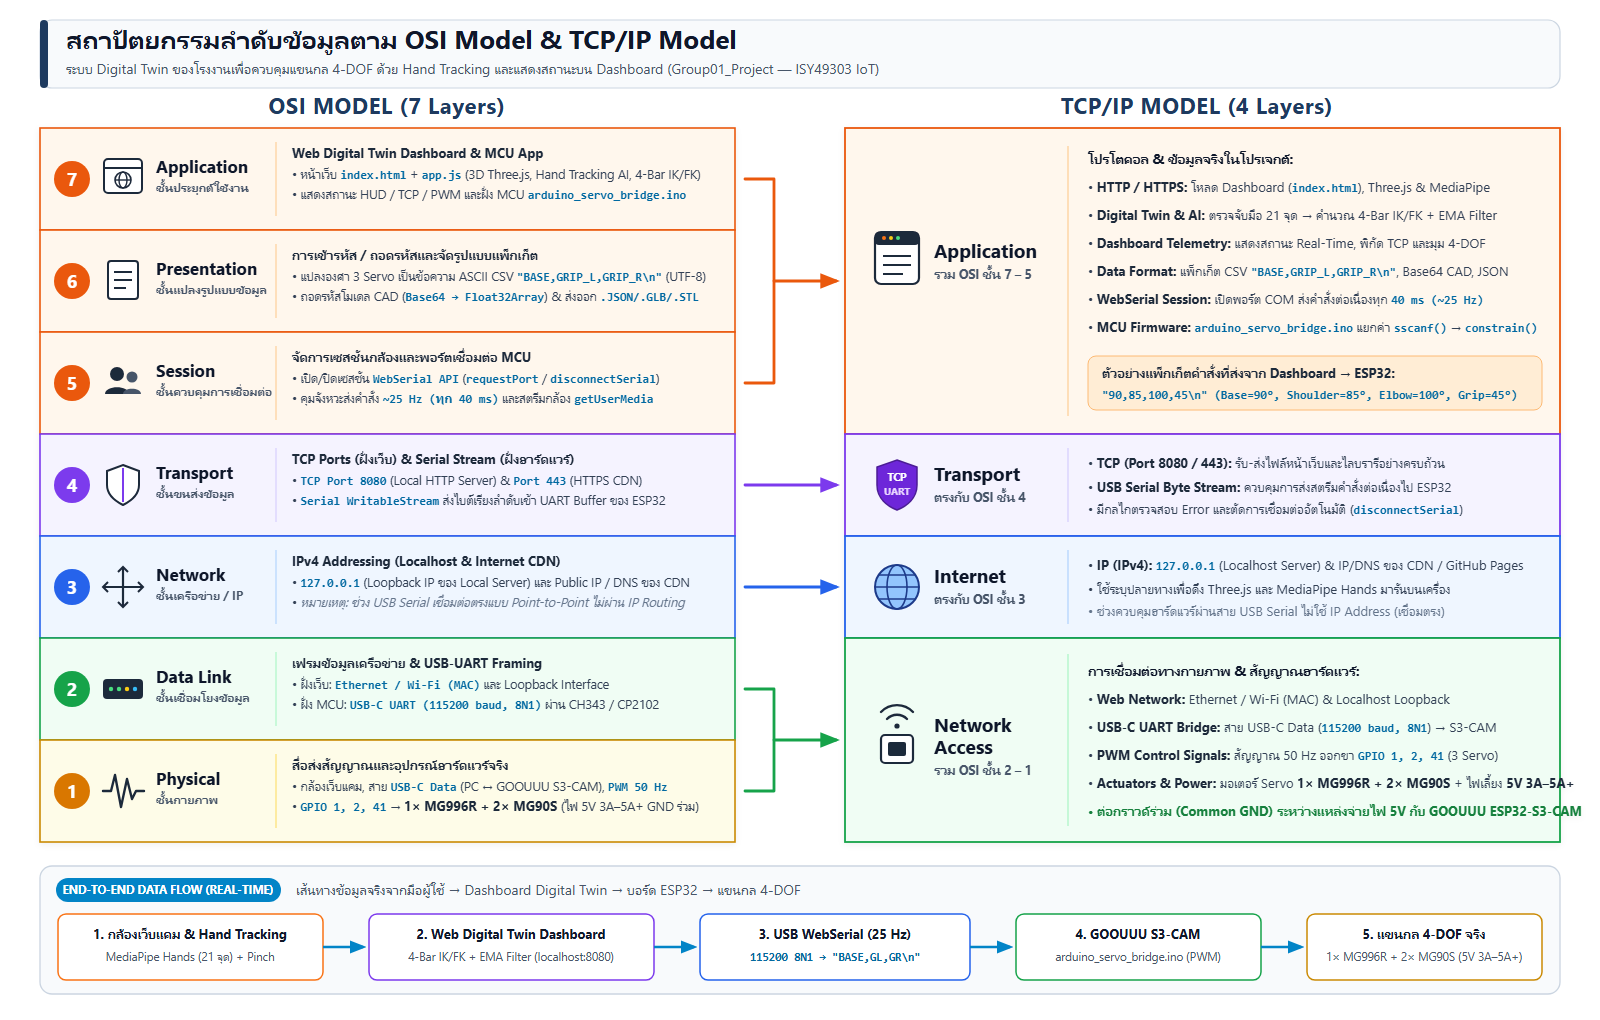 สถาปัตยกรรมลำดับข้อมูลตาม OSI Model & TCP/IP Model
ระบบ Digital Twin ของโรงงานเพื่อควบคุมแขนกล 4-DOF ด้วย Hand Tracking และแสดงสถานะบน Dashboard (Group01_Project — ISY49303 IoT)
OSI MODEL (7 Layers)
7
Application
ชั้นประยุกต์ใช้งาน
Web Digital Twin Dashboard & MCU App
• หน้าเว็บ index.html + app.js (3D Three.js, Hand Tracking AI, 4-Bar IK/FK)
• แสดงสถานะ HUD / TCP / PWM และฝั่ง MCU arduino_servo_bridge.ino
6
Presentation
ชั้นแปลงรูปแบบข้อมูล
การเข้ารหัส / ถอดรหัสและจัดรูปแบบแพ็กเก็ต
• แปลงองศา 3 Servo เป็นข้อความ ASCII CSV "BASE,GRIP_L,GRIP_R\n" (UTF-8)
• ถอดรหัสโมเดล CAD (Base64 → Float32Array) & ส่งออก .JSON/.GLB/.STL
5
Session
ชั้นควบคุมการเชื่อมต่อ
จัดการเซสชันกล้องและพอร์ตเชื่อมต่อ MCU
• เปิด/ปิดเซสชัน WebSerial API (requestPort / disconnectSerial)
• คุมจังหวะส่งคำสั่ง ~25 Hz (ทุก 40 ms) และสตรีมกล้อง getUserMedia
4
Transport
ชั้นขนส่งข้อมูล
TCP Ports (ฝั่งเว็บ) & Serial Stream (ฝั่งฮาร์ดแวร์)
• TCP Port 8080 (Local HTTP Server) & Port 443 (HTTPS CDN)
• Serial WritableStream ส่งไบต์เรียงลำดับเข้า UART Buffer ของ ESP32
3
Network
ชั้นเครือข่าย / IP
IPv4 Addressing (Localhost & Internet CDN)
• 127.0.0.1 (Loopback IP ของ Local Server) และ Public IP / DNS ของ CDN
• หมายเหตุ: ช่วง USB Serial เชื่อมต่อตรงแบบ Point-to-Point ไม่ผ่าน IP Routing
2
Data Link
ชั้นเชื่อมโยงข้อมูล
เฟรมข้อมูลเครือข่าย & USB-UART Framing
• ฝั่งเว็บ: Ethernet / Wi-Fi (MAC) และ Loopback Interface
• ฝั่ง MCU: USB-C UART (115200 baud, 8N1) ผ่าน CH343 / CP2102
1
Physical
ชั้นกายภาพ
สื่อส่งสัญญาณและอุปกรณ์ฮาร์ดแวร์จริง
• กล้องเว็บแคม, สาย USB-C Data (PC ↔ GOOUUU S3-CAM), PWM 50 Hz
• GPIO 1, 2, 41 → 1× MG996R + 2× MG90S (ไฟ 5V 3A–5A+ GND ร่วม)
TCP/IP MODEL (4 Layers)
Application
รวม OSI ชั้น 7 – 5
โปรโตคอล & ข้อมูลจริงในโปรเจกต์:
• HTTP / HTTPS: โหลด Dashboard (index.html), Three.js & MediaPipe
• Digital Twin & AI: ตรวจจับมือ 21 จุด → คำนวณ 4-Bar IK/FK + EMA Filter
• Dashboard Telemetry: แสดงสถานะ Real-Time, พิกัด TCP และมุม 4-DOF
• Data Format: แพ็กเก็ต CSV "BASE,GRIP_L,GRIP_R\n", Base64 CAD, JSON
• WebSerial Session: เปิดพอร์ต COM ส่งคำสั่งต่อเนื่องทุก 40 ms (~25 Hz)
• MCU Firmware: arduino_servo_bridge.ino แยกค่า sscanf() → constrain()
ตัวอย่างแพ็กเก็ตคำสั่งที่ส่งจาก Dashboard → ESP32:
"90,85,100,45\n" (Base=90°, Shoulder=85°, Elbow=100°, Grip=45°)
TCP
UART
Transport
ตรงกับ OSI ชั้น 4
• TCP (Port 8080 / 443): รับ-ส่งไฟล์หน้าเว็บและไลบรารีอย่างครบถ้วน
• USB Serial Byte Stream: ควบคุมการส่งสตรีมคำสั่งต่อเนื่องไป ESP32
• มีกลไกตรวจสอบ Error และตัดการเชื่อมต่ออัตโนมัติ (disconnectSerial)
Internet
ตรงกับ OSI ชั้น 3
• IP (IPv4): 127.0.0.1 (Localhost Server) & IP/DNS ของ CDN / GitHub Pages
• ใช้ระบุปลายทางเพื่อดึง Three.js และ MediaPipe Hands มารันบนเครื่อง
• ช่วงควบคุมฮาร์ดแวร์ผ่านสาย USB Serial ไม่ใช้ IP Address (เชื่อมตรง)
Network
Access
รวม OSI ชั้น 2 – 1
การเชื่อมต่อทางกายภาพ & สัญญาณฮาร์ดแวร์:
• Web Network: Ethernet / Wi-Fi (MAC) & Localhost Loopback
• USB-C UART Bridge: สาย USB-C Data (115200 baud, 8N1) → S3-CAM
• PWM Control Signals: สัญญาณ 50 Hz ออกขา GPIO 1, 2, 41 (3 Servo)
• Actuators & Power: มอเตอร์ Servo 1× MG996R + 2× MG90S + ไฟเลี้ยง 5V 3A–5A+
• ต่อกราวด์ร่วม (Common GND) ระหว่างแหล่งจ่ายไฟ 5V กับ GOOUUU ESP32-S3-CAM
END-TO-END DATA FLOW (REAL-TIME)
เส้นทางข้อมูลจริงจากมือผู้ใช้ → Dashboard Digital Twin → บอร์ด ESP32 → แขนกล 4-DOF
1. กล้องเว็บแคม & Hand Tracking
MediaPipe Hands (21 จุด) + Pinch
2. Web Digital Twin Dashboard
4-Bar IK/FK + EMA Filter (localhost:8080)
3. USB WebSerial (25 Hz)
115200 8N1 → "BASE,GL,GR\n"
4. GOOUUU S3-CAM
arduino_servo_bridge.ino (PWM)
5. แขนกล 4-DOF จริง
1× MG996R + 2× MG90S (5V 3A–5A+)